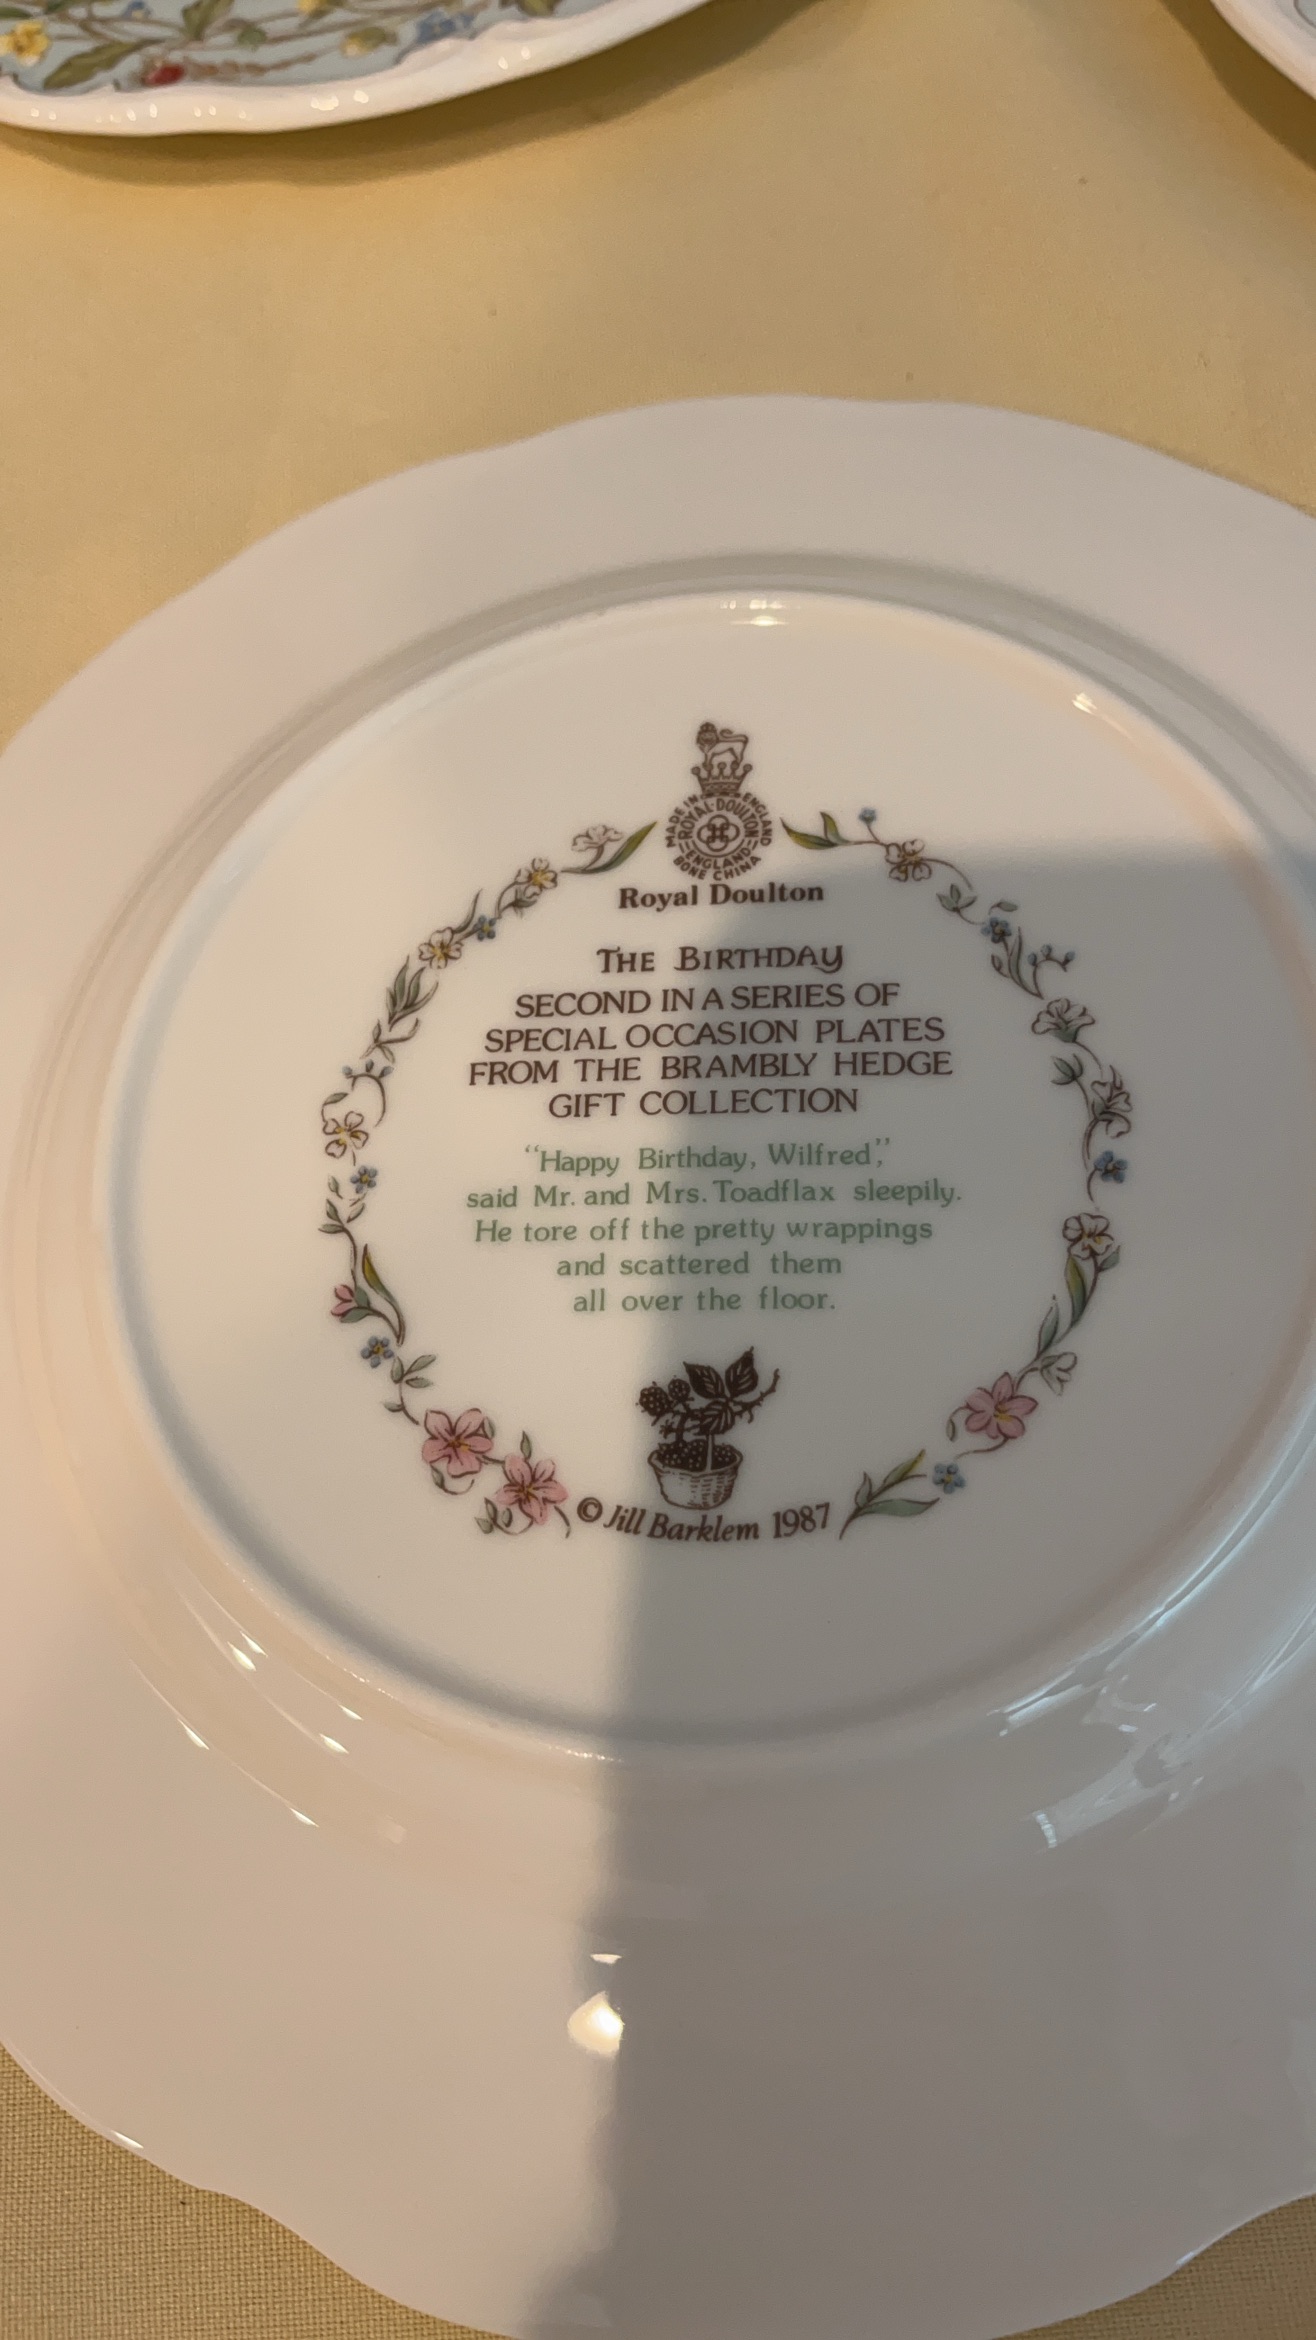 MADE IN ENGLAND
ROYAL·DOULTON
ENGLAND
BONE CHINA
Royal Doulton
THE BIRTHDAY
SECOND IN A SERIES OF
SPECIAL OCCASION PLATES
FROM THE BRAMBLY HEDGE
GIFT COLLECTION
“Happy Birthday, Wilfred,”
said Mr. and Mrs. Toadflax sleepily.
He tore off the pretty wrappings
and scattered them
all over the floor.
© Jill Barklem 1987